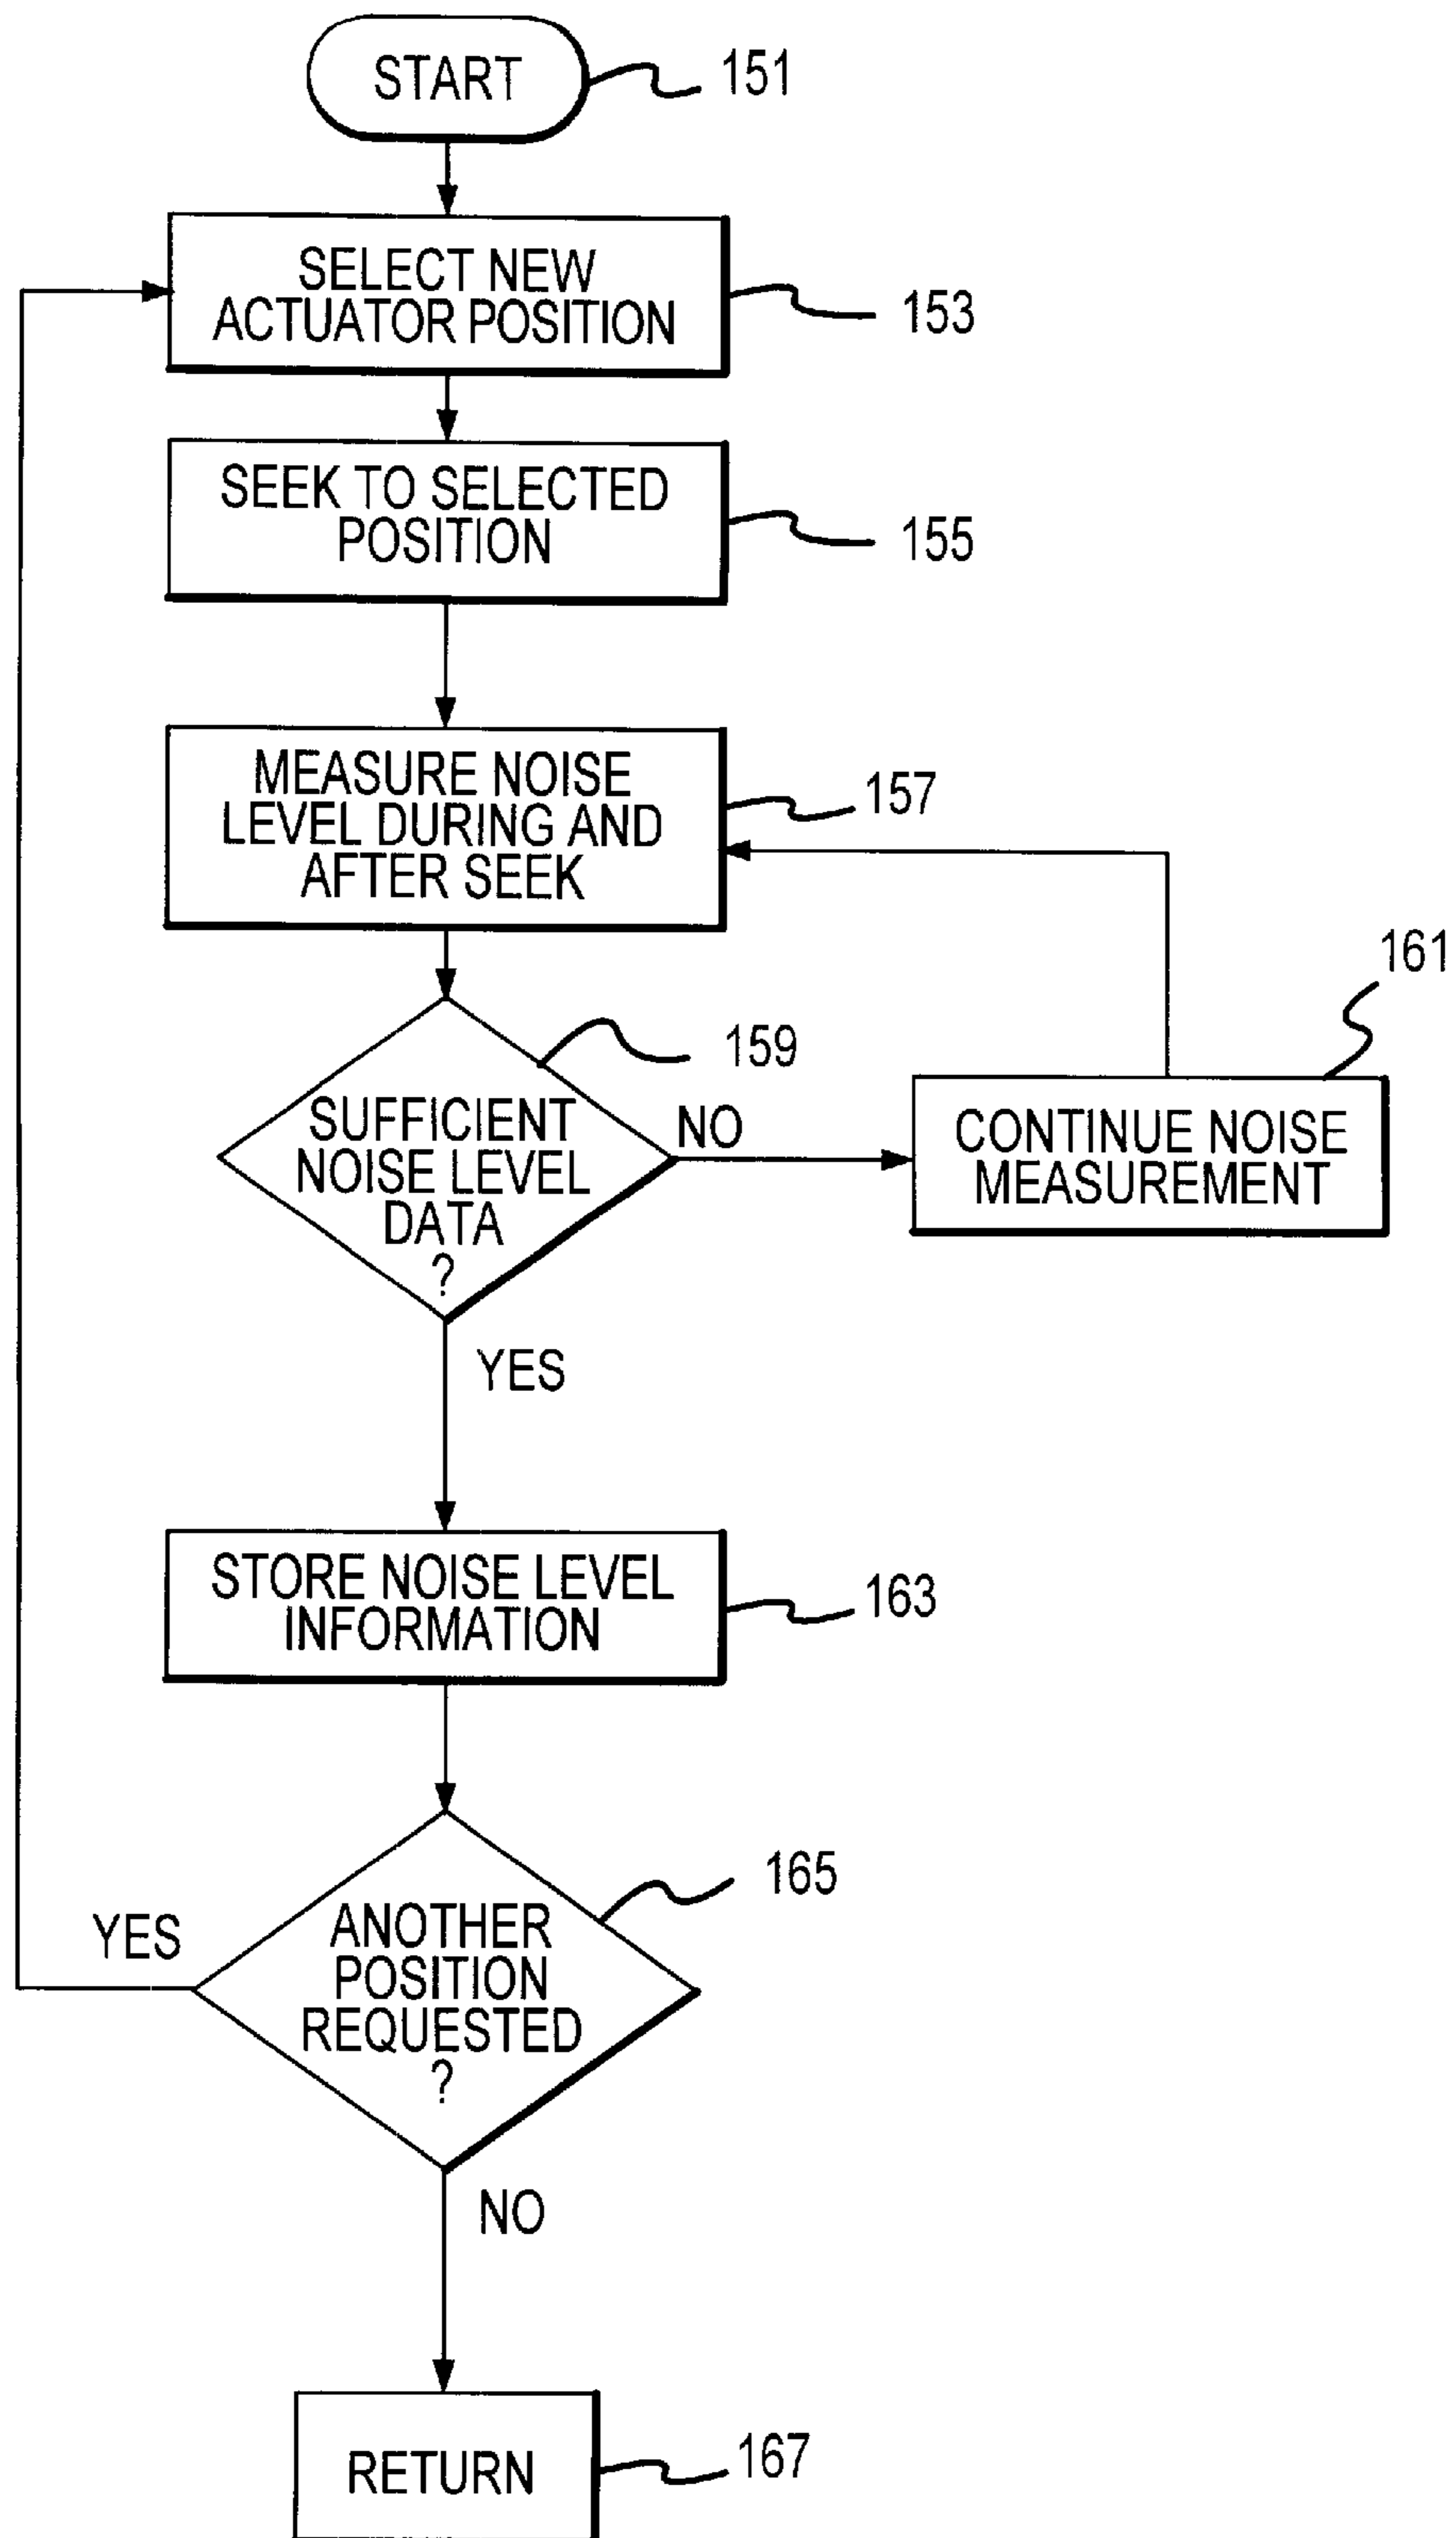 START
151
SELECT NEW
ACTUATOR POSITION
153
SEEK TO SELECTED
POSITION
155
MEASURE NOISE
LEVEL DURING AND
AFTER SEEK
157
161
159
SUFFICIENT
NOISE LEVEL
DATA
?
NO
CONTINUE NOISE
MEASUREMENT
YES
STORE NOISE LEVEL
INFORMATION
163
165
YES
ANOTHER
POSITION
REQUESTED
?
NO
RETURN
167